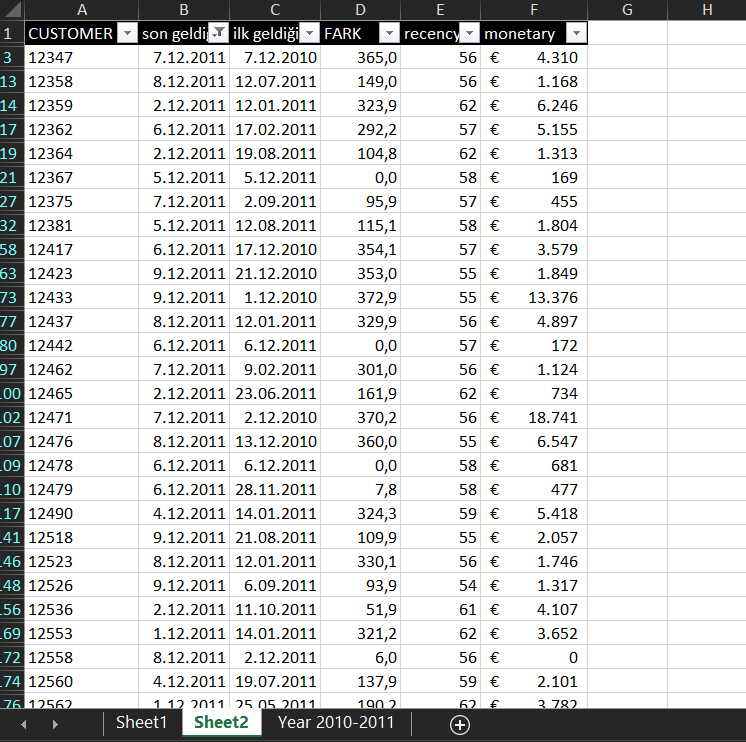 A B C D E F G H
1 CUSTOMER son geldiğ ilk geldiği FARK recency monetary
3 12347 7.12.2011 7.12.2010 365,0 56 € 4.310
13 12358 8.12.2011 12.07.2011 149,0 56 € 1.168
14 12359 2.12.2011 12.01.2011 323,9 62 € 6.246
17 12362 6.12.2011 17.02.2011 292,2 57 € 5.155
19 12364 2.12.2011 19.08.2011 104,8 62 € 1.313
21 12367 5.12.2011 5.12.2011 0,0 58 € 169
27 12375 7.12.2011 2.09.2011 95,9 57 € 455
32 12381 5.12.2011 12.08.2011 115,1 58 € 1.804
58 12417 6.12.2011 17.12.2010 354,1 57 € 3.579
63 12423 9.12.2011 21.12.2010 353,0 55 € 1.849
73 12433 9.12.2011 1.12.2010 372,9 55 € 13.376
77 12437 8.12.2011 12.01.2011 329,9 56 € 4.897
80 12442 6.12.2011 6.12.2011 0,0 57 € 172
97 12462 7.12.2011 9.02.2011 301,0 56 € 1.124
100 12465 2.12.2011 23.06.2011 161,9 62 € 734
102 12471 7.12.2011 2.12.2010 370,2 56 € 18.741
107 12476 8.12.2011 13.12.2010 360,0 55 € 6.547
109 12478 6.12.2011 6.12.2011 0,0 58 € 681
110 12479 6.12.2011 28.11.2011 7,8 58 € 477
117 12490 4.12.2011 14.01.2011 324,3 59 € 5.418
141 12518 9.12.2011 21.08.2011 109,9 55 € 2.057
146 12523 8.12.2011 12.01.2011 330,1 56 € 1.746
148 12526 9.12.2011 6.09.2011 93,9 54 € 1.317
156 12536 2.12.2011 11.10.2011 51,9 61 € 4.107
169 12553 1.12.2011 14.01.2011 321,2 62 € 3.652
172 12558 8.12.2011 2.12.2011 6,0 56 € 0
174 12560 4.12.2011 19.07.2011 137,9 59 € 2.101
176 12562 1.12.2011 25.05.2011 190,2 62 € 3.782
Sheet1 Sheet2 Year 2010-2011